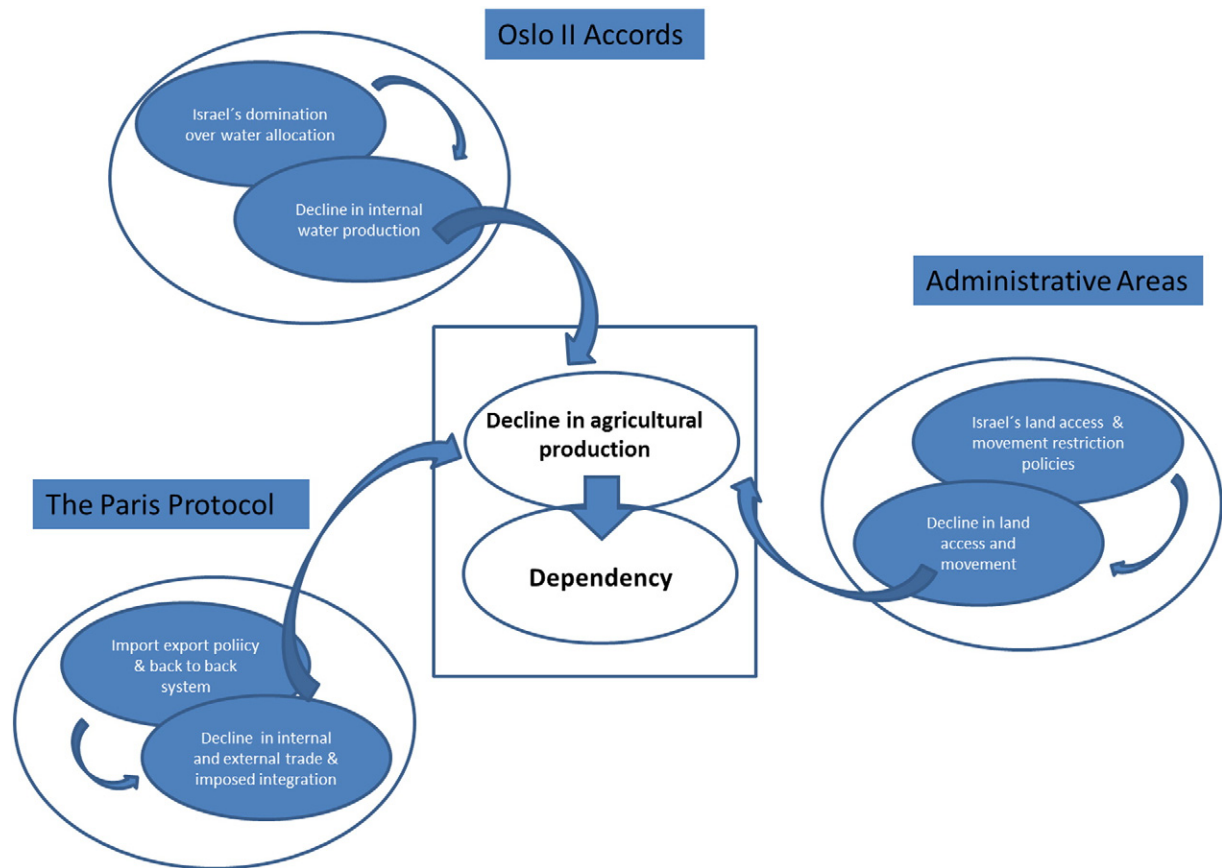 Oslo II Accords
Israel´s domination
over water allocation
Decline in internal
water production
Administrative Areas
Israel´s land access & 
movement restriction
policies
Decline in land
access and
movement
Decline in agricultural
production
Dependency
The Paris Protocol
Import export poliicy
& back to back
system
Decline in internal
and external trade &
imposed integration